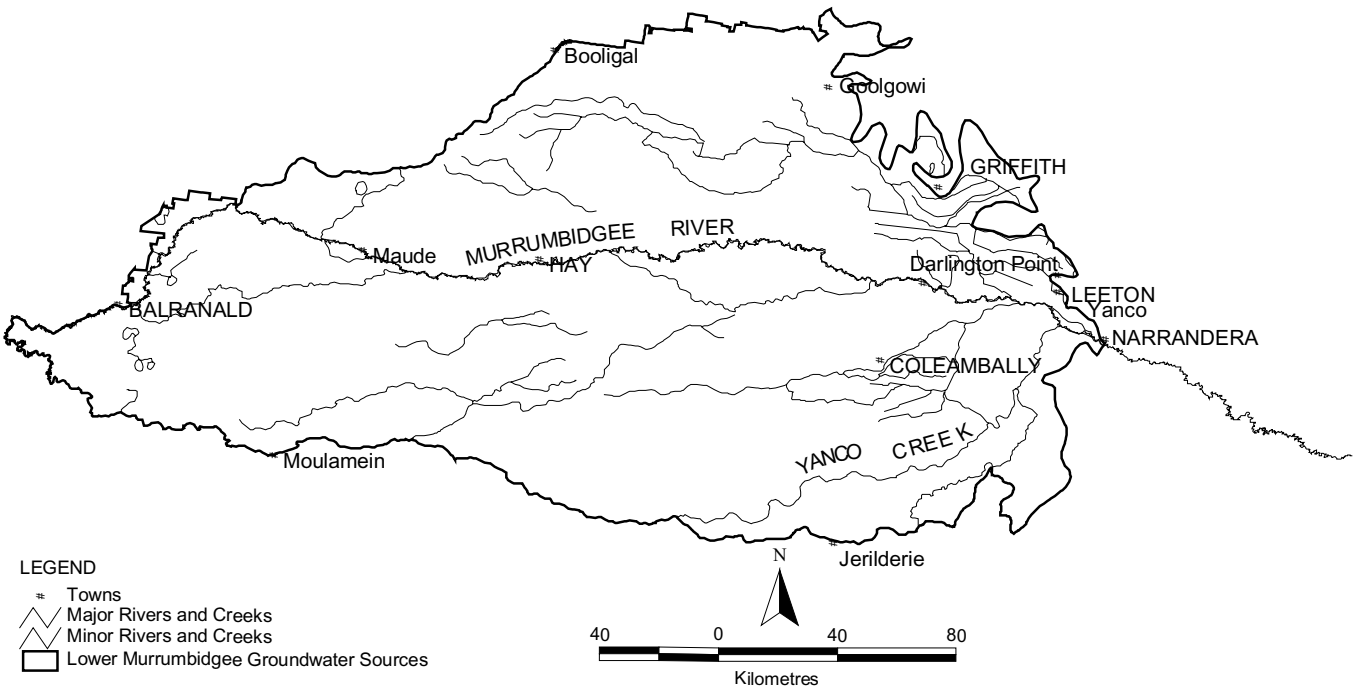 Booligal
Goolgowi
GRIFFITH
MURRUMBIDGEE RIVER
Maude
HAY
Darlington Point
LEETON
Yanco
BALRANALD
NARRANDERA
COLEAMBALLY
YANCO CREEK
Moulamein
Jerilderie
N
LEGEND
Towns
Major Rivers and Creeks
Minor Rivers and Creeks
Lower Murrumbidgee Groundwater Sources
40 0 40 80
Kilometres